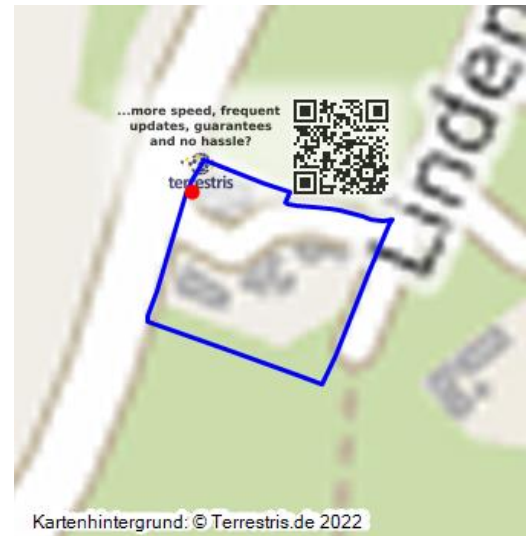 ...more speed, frequent
updates, guarantees
and no hassle?
terrestris
Linden
Kartenhintergrund: © Terrestris.de 2022